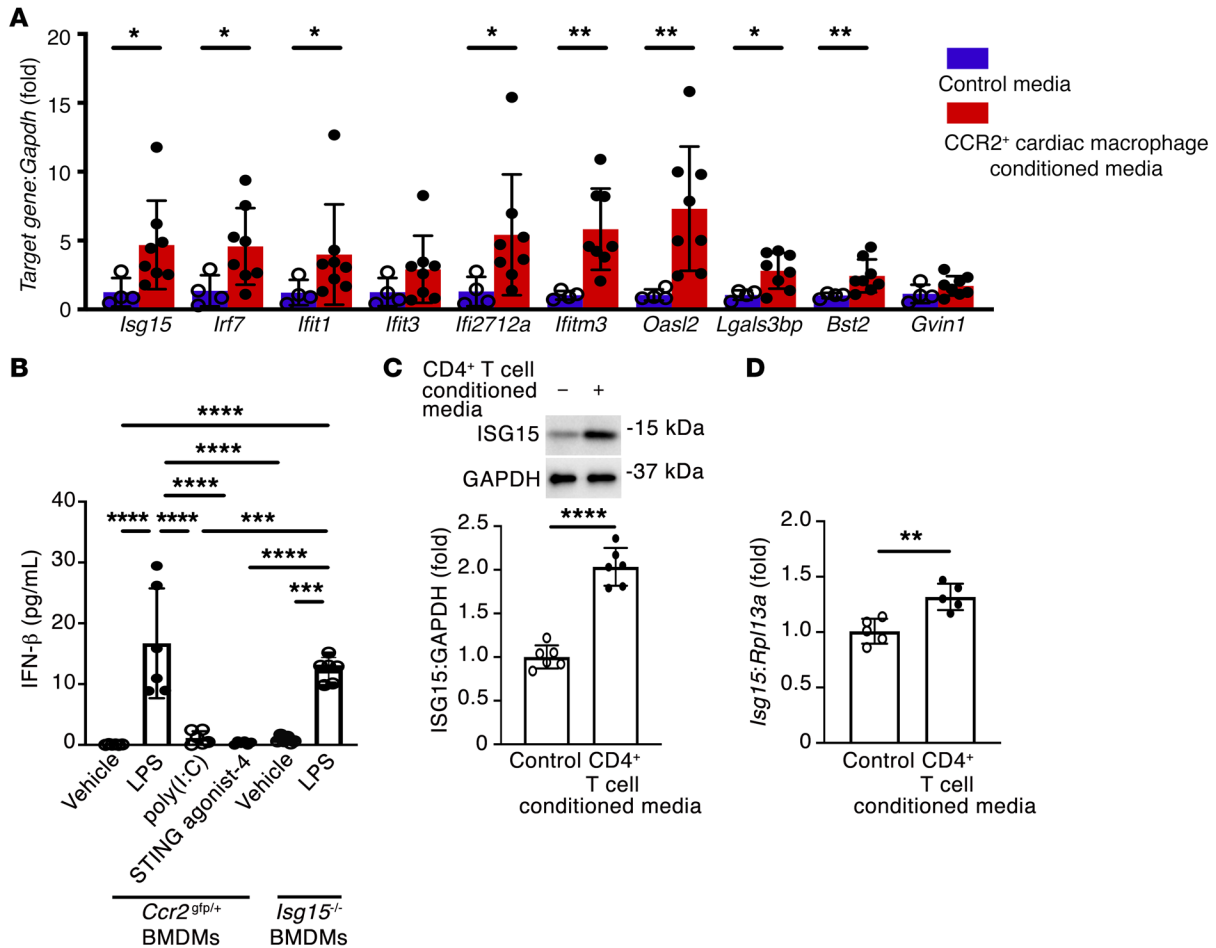 A
20
15
10
5
0
Target gene:Gapdh (fold)
* * * * ** ** * **
Control media
CCR2⁺ cardiac macrophage
conditioned media
Isg15 Irf7 Ifit1 Ifit3 Ifi2712a Ifitm3 Oasl2 Lgals3bp Bst2 Gvin1
B
****
****
****
**** **** ***
****
***
40
30
20
10
0
IFN-β (pg/mL)
Vehicle
LPS
poly(I:C)
STING agonist-4
Vehicle
LPS
Ccr2 gfp/+
BMDMs
Isg15-/-
BMDMs
C
CD4⁺ T cell
conditioned
media
– +
ISG15 -15 kDa
GAPDH -37 kDa
****
2.5
2.0
1.5
1.0
0.5
0
ISG15:GAPDH (fold)
Control CD4⁺
T cell
conditioned media
D
**
2.0
1.5
1.0
0.5
0
Isg15:Rpl13a (fold)
Control CD4⁺
T cell
conditioned media